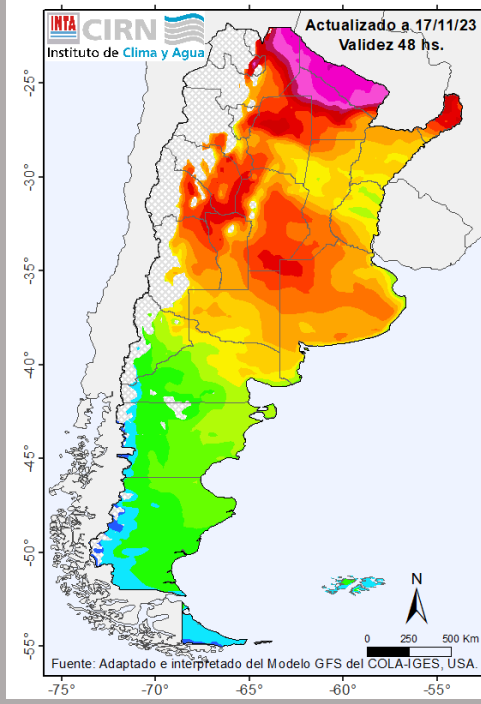 INTA CIRN
Instituto de Clima y Agua
Actualizado a 17/11/23
Validez 48 hs.
-25°
-30°
-35°
-40°
-45°
-50°
-55°
N
0 250 500 Km
Fuente: Adaptado e interpretado del Modelo GFS del COLA-IGES, USA.
-75° -70° -65° -60° -55°